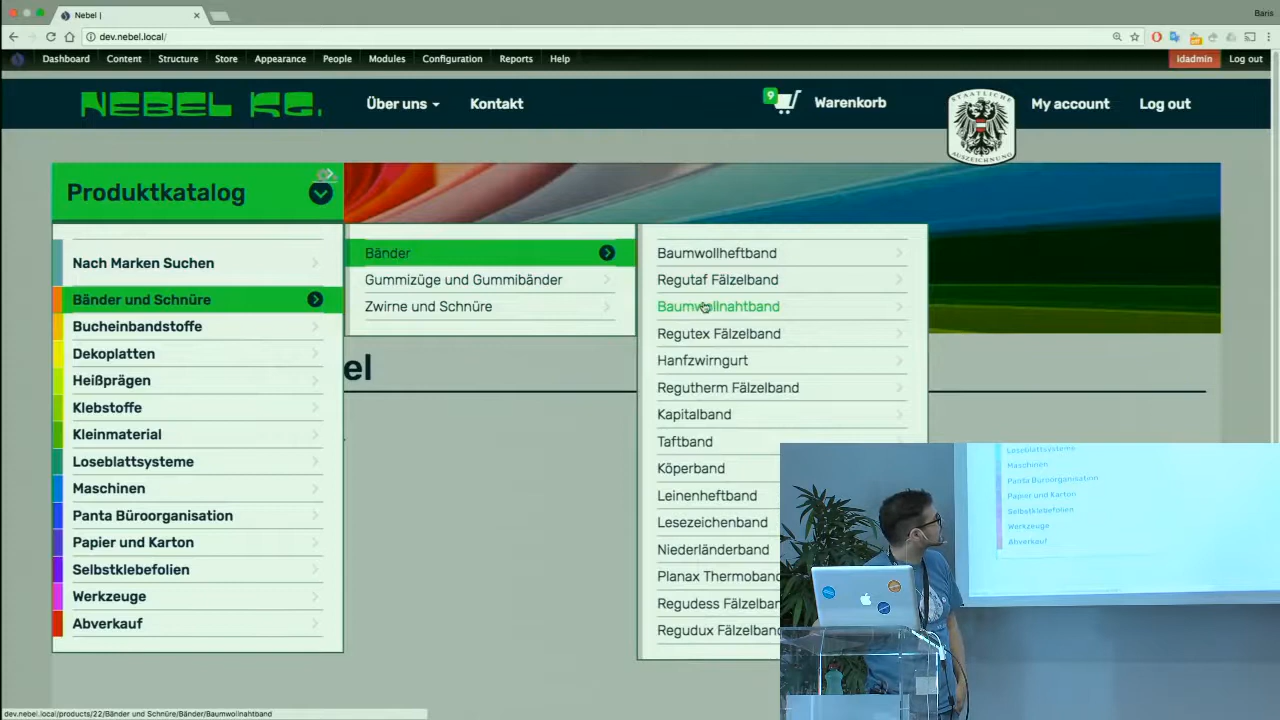 Nebel |
Baris
dev.nebel.local/
Dashboard Content Structure Store Appearance People Modules Configuration Reports Help
idadmin Log out
NEBEL KG.
Über uns
Kontakt
9
Warenkorb
STAATLICHE
AUSZEICHNUNG
My account
Log out
Produktkatalog
Nach Marken Suchen
Bänder und Schnüre
Bucheinbandstoffe
Dekoplatten
Heißprägen
Klebstoffe
Kleinmaterial
Loseblattsysteme
Maschinen
Panta Büroorganisation
Papier und Karton
Selbstklebefolien
Werkzeuge
Abverkauf
Bänder
Gummizüge und Gummibänder
Zwirne und Schnüre
el
Baumwollheftband
Regutaf Fälzelband
Baumwollnahtband
Regutex Fälzelband
Hanfzwirngurt
Regutherm Fälzelband
Kapitalband
Taftband
Köperband
Leinenheftband
Lesezeichenband
Niederländerband
Planax Thermoband
Regudess Fälzelban
Regudux Fälzelban
Loseblattsysteme
Maschinen
Panta Büroorganisation
Papier und Karton
Selbstklebefolien
Werkzeuge
Abverkauf
dev.nebel.local/products/22/Bänder und Schnüre/Bänder/Baumwollnahtband